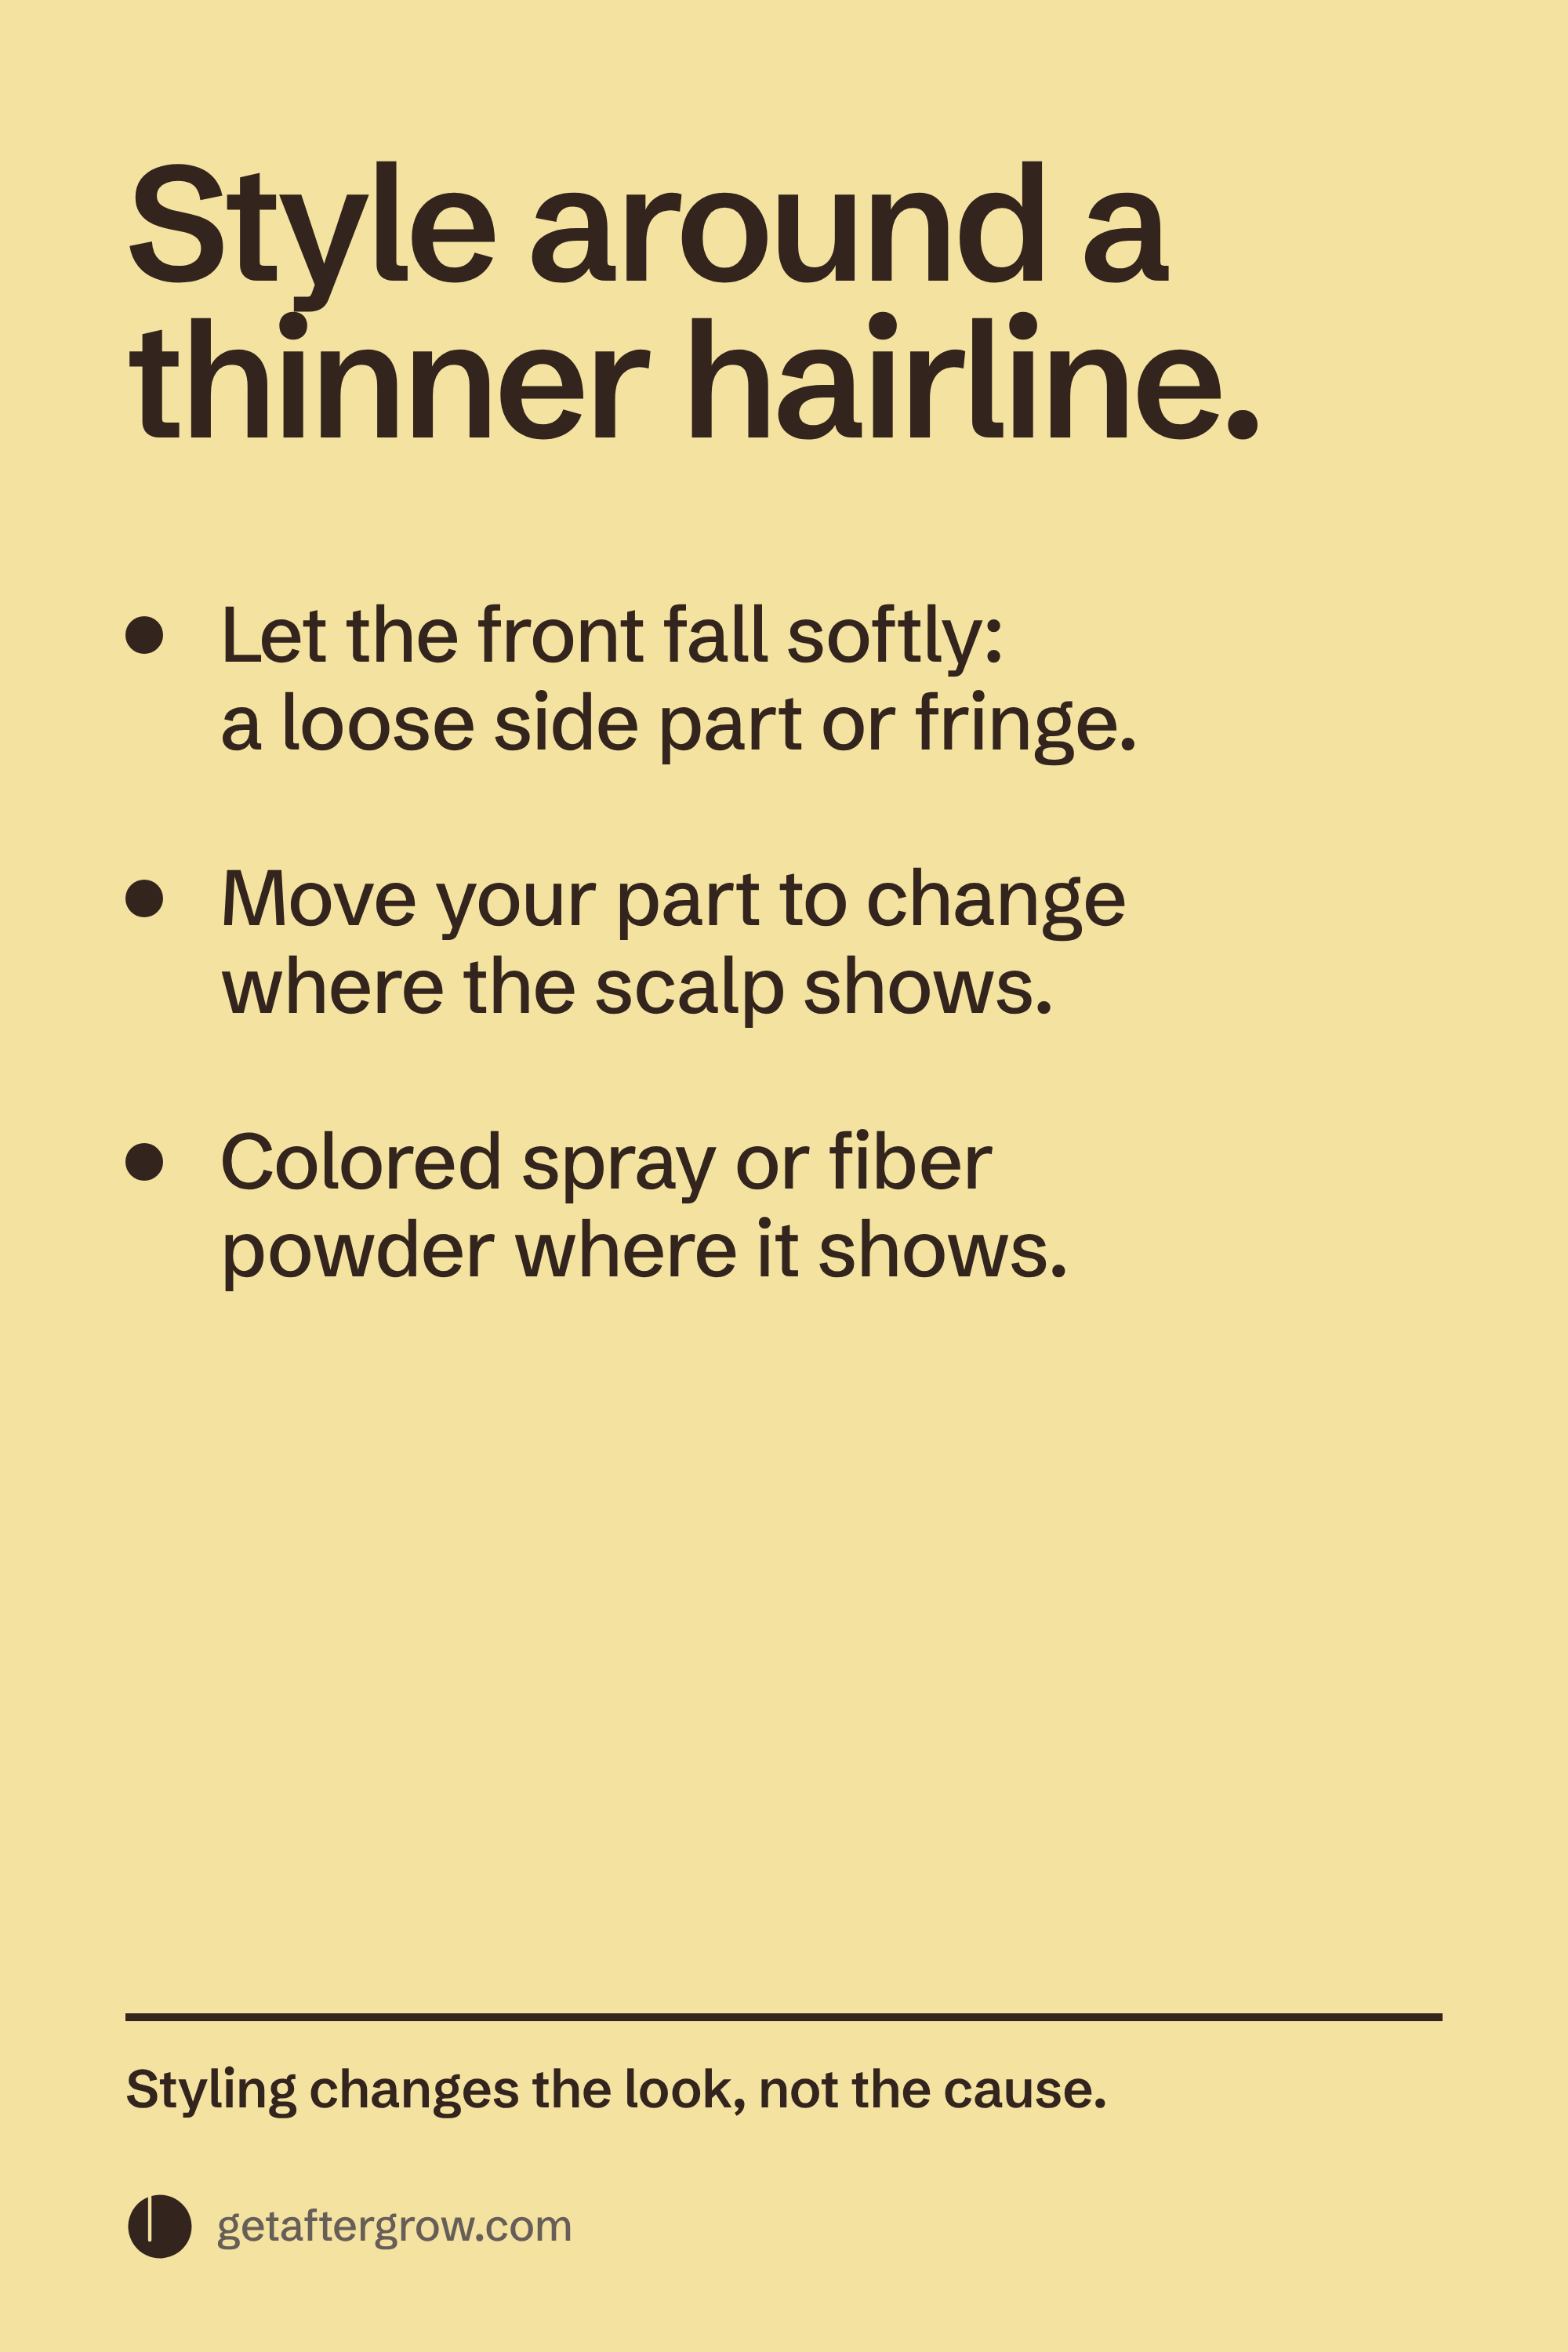 Style around a
thinner hairline.
Let the front fall softly:
a loose side part or fringe.
Move your part to change
where the scalp shows.
Colored spray or fiber
powder where it shows.
Styling changes the look, not the cause.
getaftergrow.com